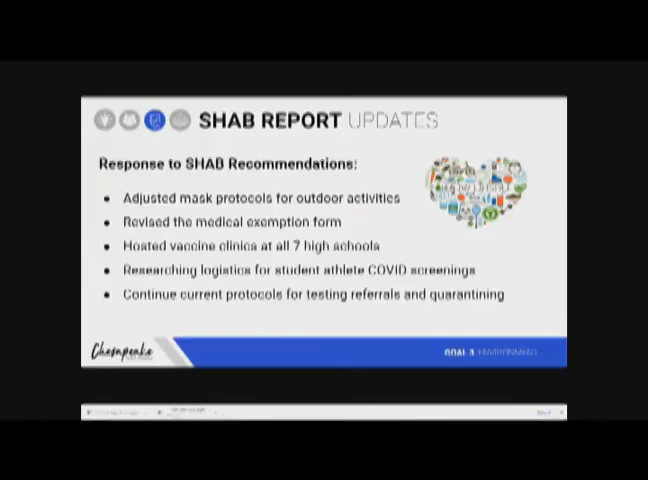 SHAB REPORT UPDATES
Response to SHAB Recommendations:
• Adjusted mask protocols for outdoor activities
• Revised the medical exemption form
• Hosted vaccine clinics at all 7 high schools
• Researching logistics for student athlete COVID screenings
• Continue current protocols for testing referrals and quarantining
Chesapeake
GOAL 3 ENVIRONMENT